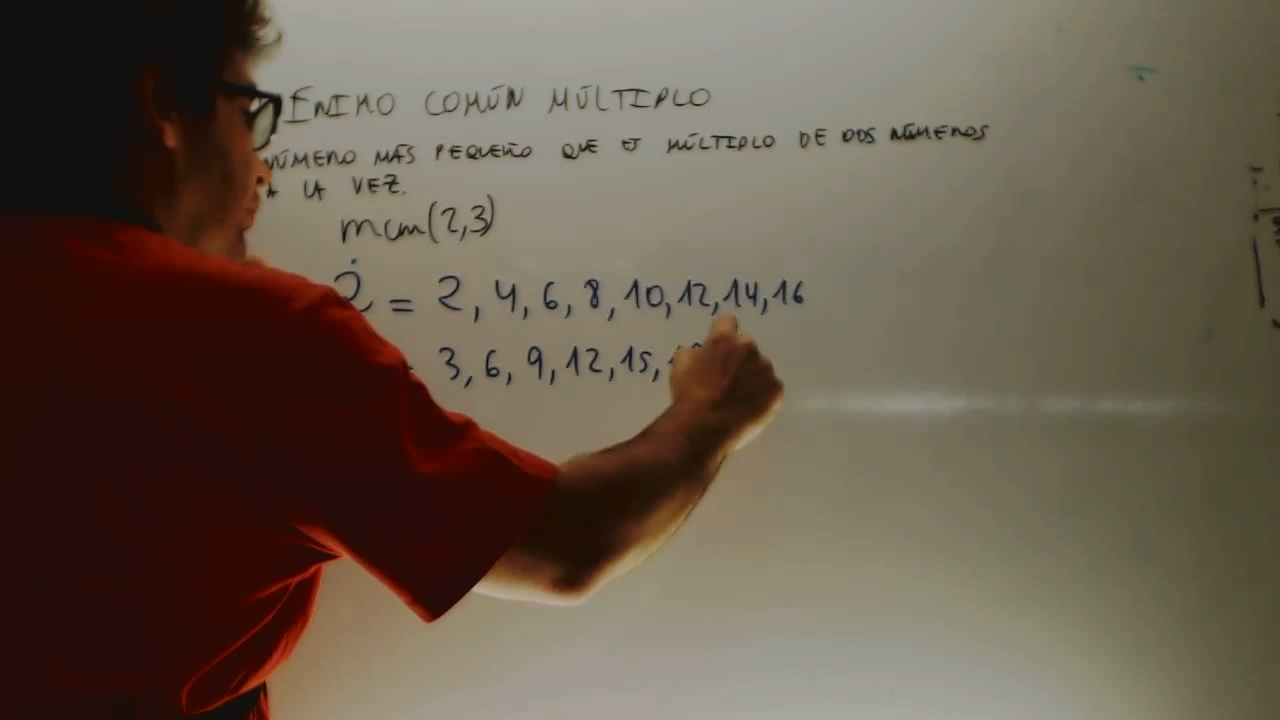 ÉNIMO COMÚN MÚLTIPLO
NÚMERO MÁS PEQUEÑO QUE ES MÚLTIPLO DE DOS NÚMEROS
A LA VEZ.
mcm(2,3)
2̇ = 2, 4, 6, 8, 10, 12, 14, 16
3, 6, 9, 12, 15,